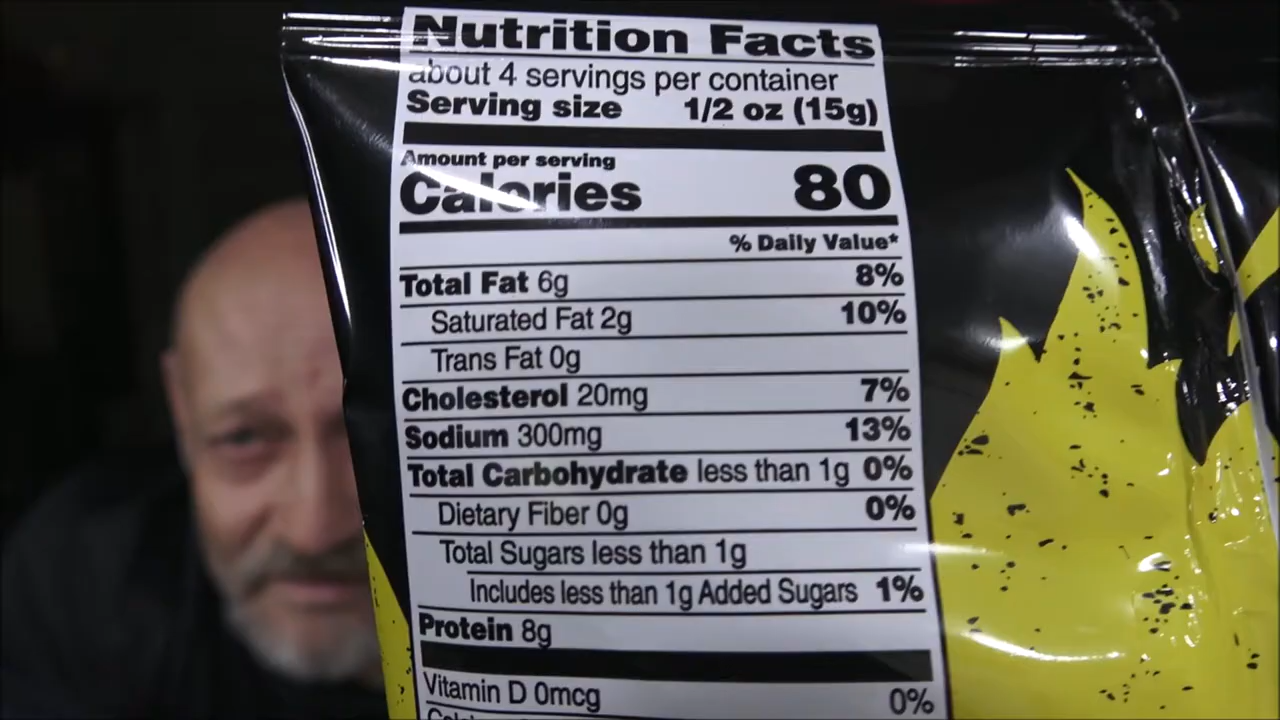 Nutrition Facts
about 4 servings per container
Serving size 1/2 oz (15g)
Amount per serving
Calories 80
% Daily Value*
Total Fat 6g 8%
Saturated Fat 2g 10%
Trans Fat 0g
Cholesterol 20mg 7%
Sodium 300mg 13%
Total Carbohydrate less than 1g 0%
Dietary Fiber 0g 0%
Total Sugars less than 1g
Includes less than 1g Added Sugars 1%
Protein 8g
Vitamin D 0mcg 0%